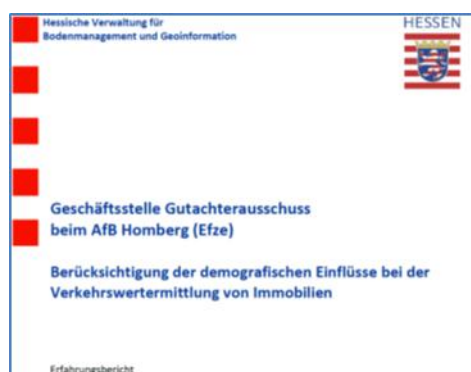 Hessische Verwaltung für
Bodenmanagement und Geoinformation
HESSEN
Geschäftsstelle Gutachterausschuss
beim AfB Homberg (Efze)
Berücksichtigung der demografischen Einflüsse bei der
Verkehrswertermittlung von Immobilien
Erfahrungsbericht